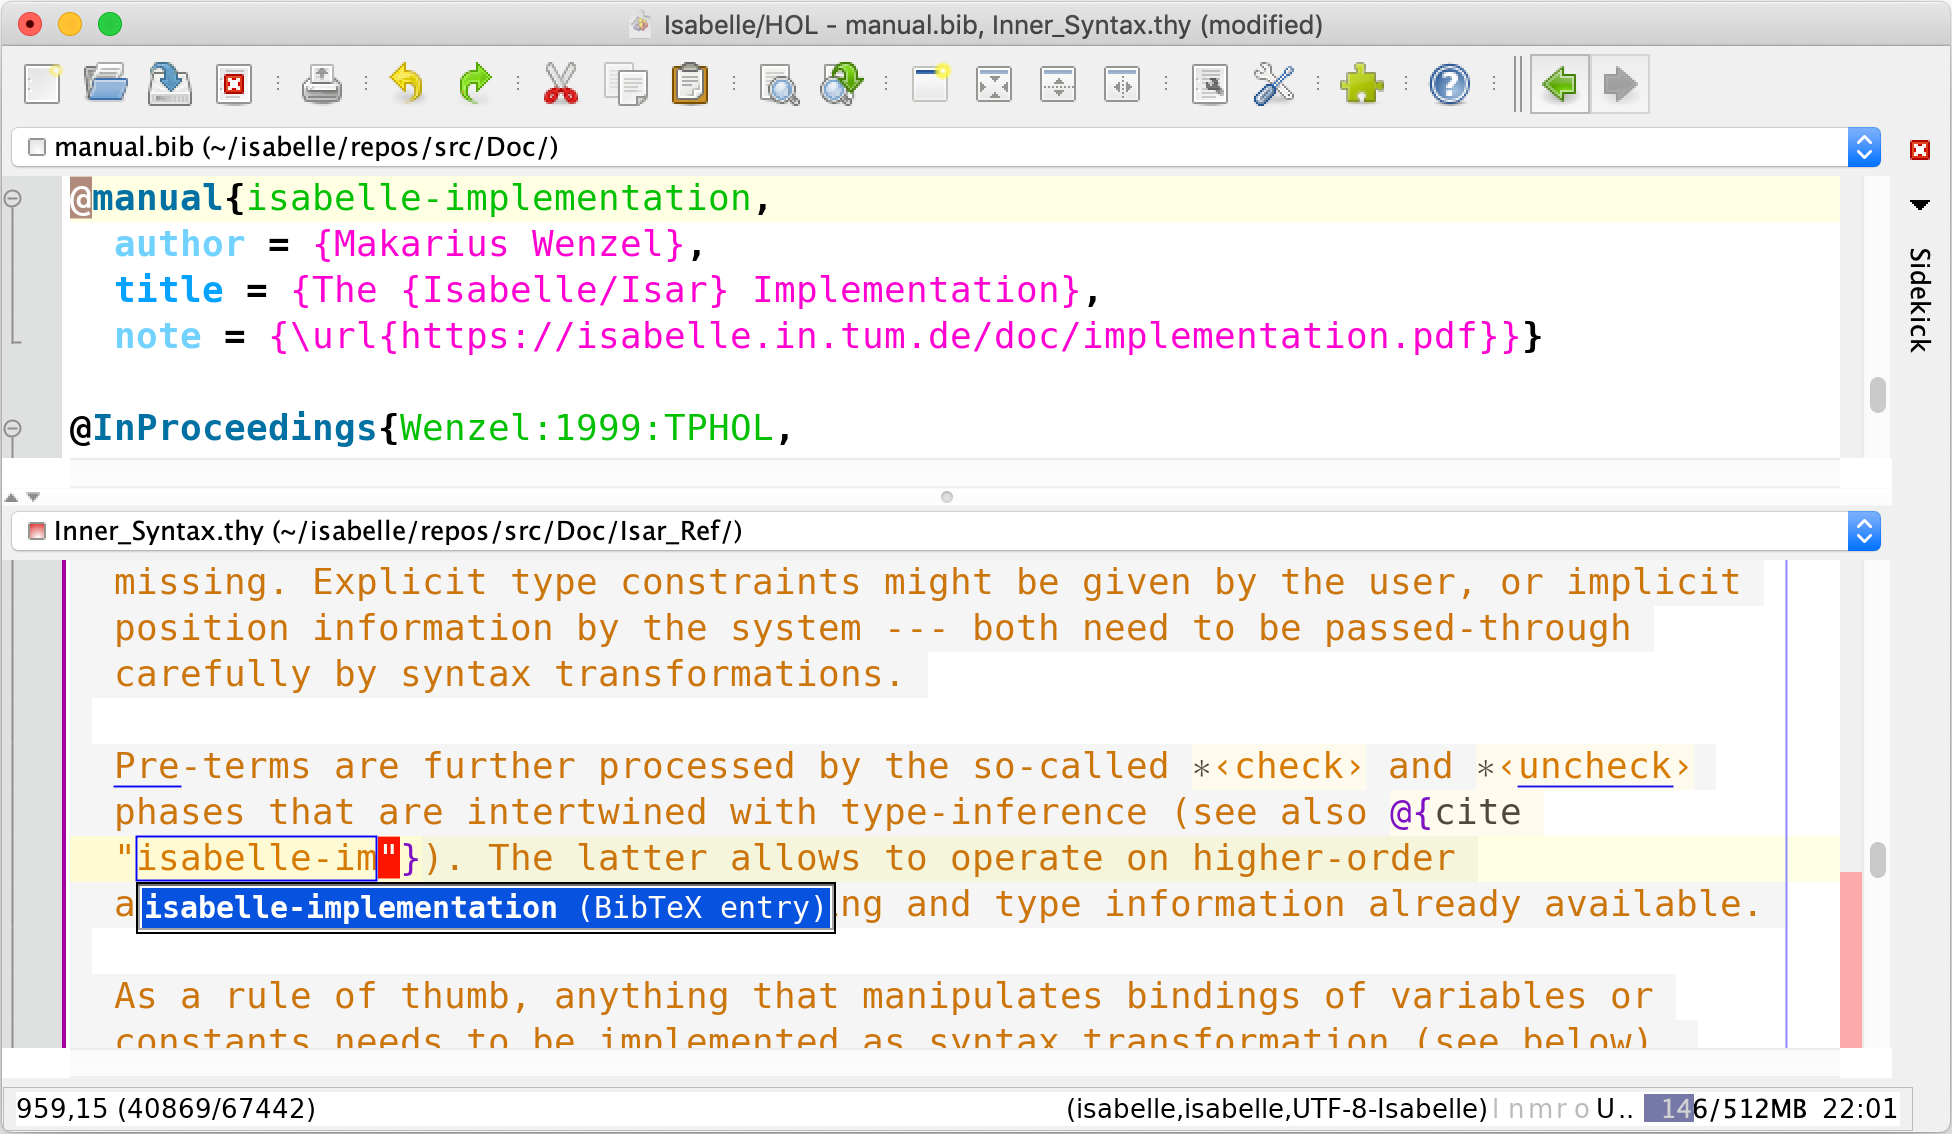 Isabelle/HOL - manual.bib, Inner_Syntax.thy (modified)
manual.bib (~/isabelle/repos/src/Doc/)
@manual{isabelle-implementation,
author = {Makarius Wenzel},
title = {The {Isabelle/Isar} Implementation},
note = {\url{https://isabelle.in.tum.de/doc/implementation.pdf}}}
@InProceedings{Wenzel:1999:TPHOL,
Sidekick
Inner_Syntax.thy (~/isabelle/repos/src/Doc/Isar_Ref/)
missing. Explicit type constraints might be given by the user, or implicit
position information by the system --- both need to be passed-through
carefully by syntax transformations.
Pre-terms are further processed by the so-called *‹check› and *‹uncheck›
phases that are intertwined with type-inference (see also @{cite
"isabelle-im"}). The latter allows to operate on higher-order
a
isabelle-implementation (BibTeX entry)
ng and type information already available.
As a rule of thumb, anything that manipulates bindings of variables or
constants needs to be implemented as syntax transformation (see below)
959,15 (40869/67442)
(isabelle,isabelle,UTF-8-Isabelle) l n m r o U.. 146/512MB 22:01